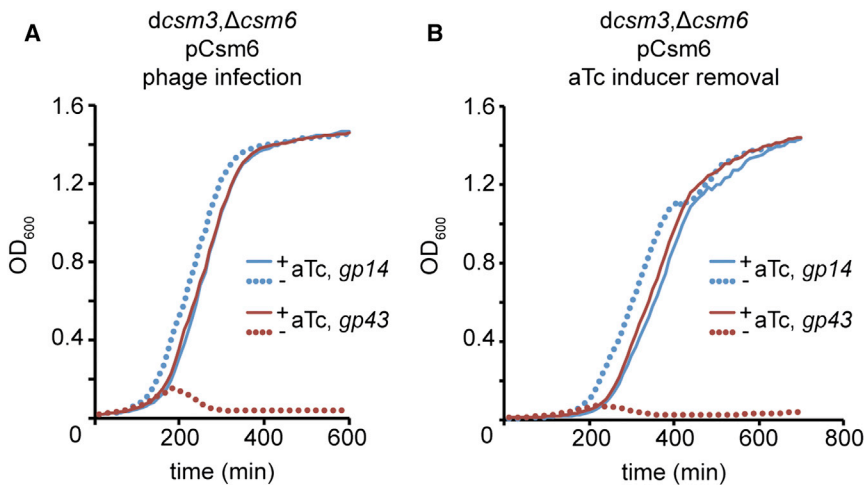 A
dcsm3,Δcsm6
pCsm6
phage infection
OD600
1.6
1.2
0.8
0.4
0
200
400
600
time (min)
+ aTc, gp14
-
+ aTc, gp43
-
B
dcsm3,Δcsm6
pCsm6
aTc inducer removal
OD600
1.6
1.2
0.8
0.4
0
200
400
600
800
time (min)
+ aTc, gp14
-
+ aTc, gp43
-